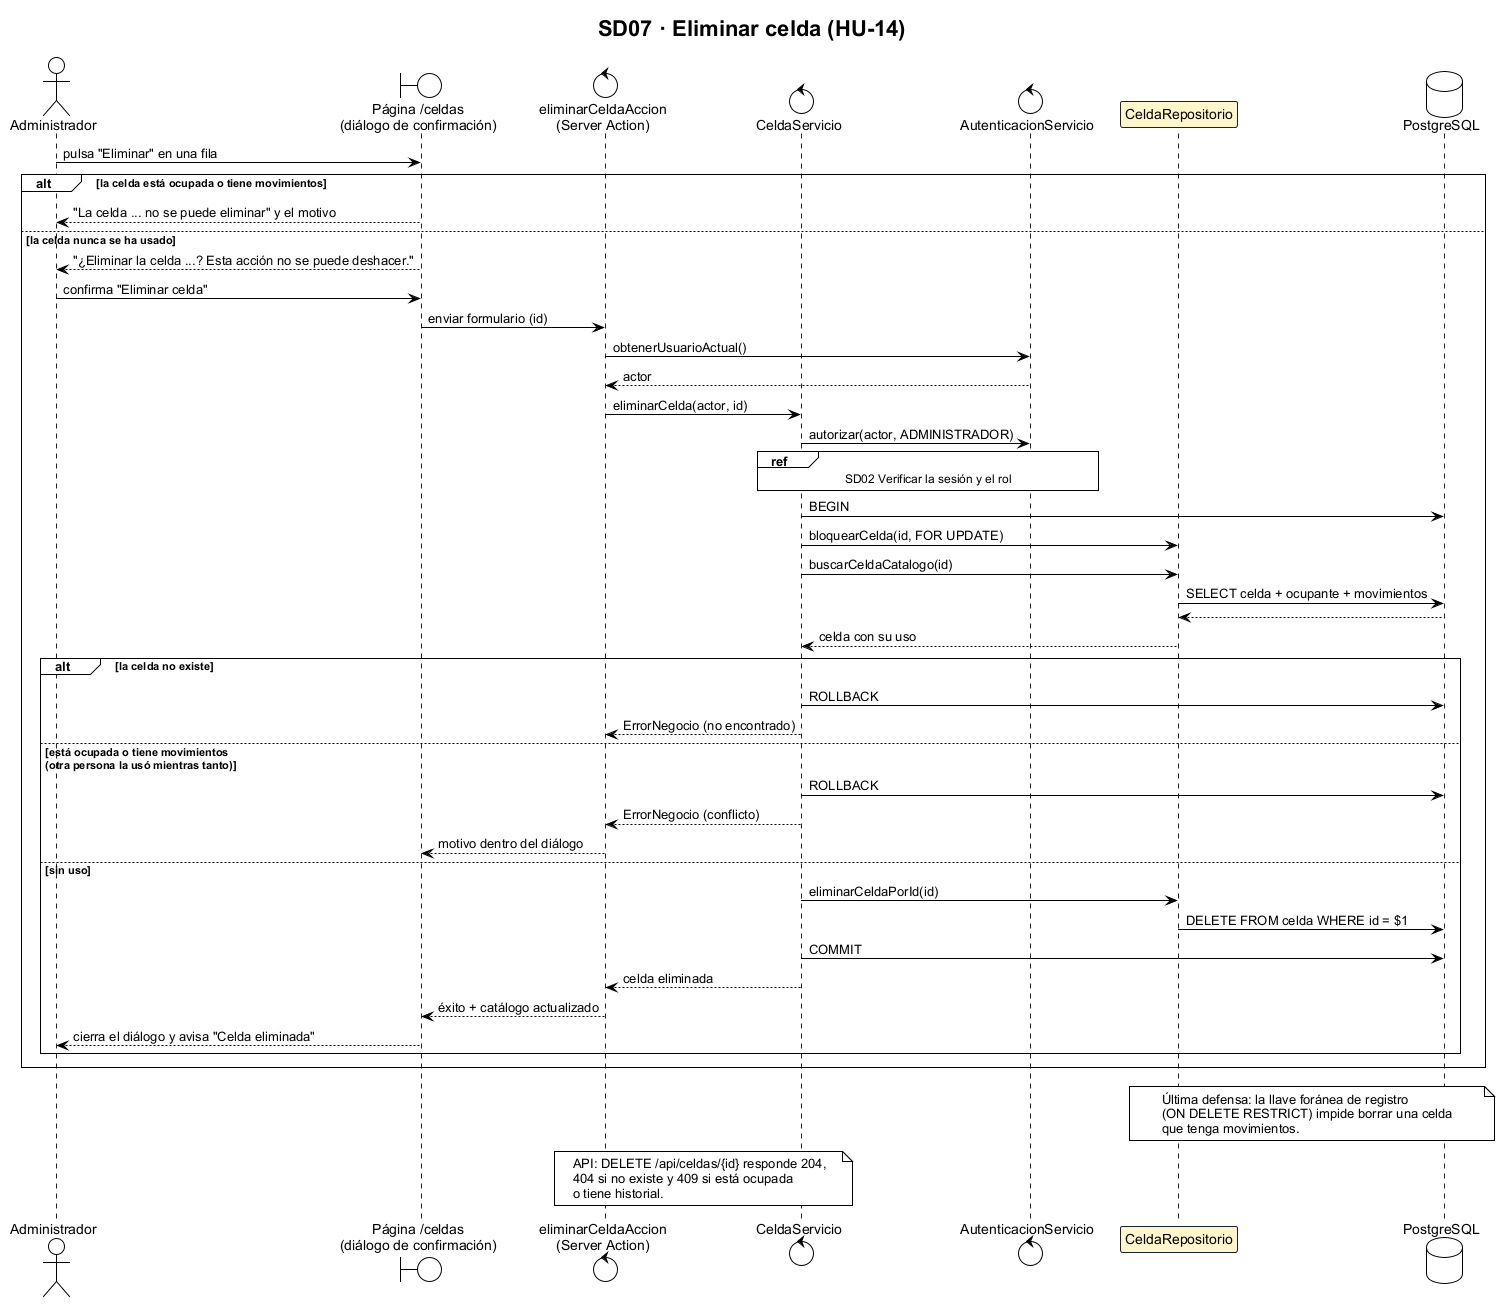 SD07 · Eliminar celda (HU-14)
Administrador
Página /celdas
(diálogo de confirmación)
eliminarCeldaAccion
(Server Action)
CeldaServicio
AutenticacionServicio
CeldaRepositorio
PostgreSQL
pulsa "Eliminar" en una fila
alt [la celda está ocupada o tiene movimientos]
"La celda ... no se puede eliminar" y el motivo
[la celda nunca se ha usado]
"¿Eliminar la celda ...? Esta acción no se puede deshacer."
confirma "Eliminar celda"
enviar formulario (id)
obtenerUsuarioActual()
actor
eliminarCelda(actor, id)
autorizar(actor, ADMINISTRADOR)
ref
SD02 Verificar la sesión y el rol
BEGIN
bloquearCelda(id, FOR UPDATE)
buscarCeldaCatalogo(id)
SELECT celda + ocupante + movimientos
celda con su uso
alt [la celda no existe]
ROLLBACK
ErrorNegocio (no encontrado)
[está ocupada o tiene movimientos
(otra persona la usó mientras tanto)]
ROLLBACK
ErrorNegocio (conflicto)
motivo dentro del diálogo
[sin uso]
eliminarCeldaPorId(id)
DELETE FROM celda WHERE id = $1
COMMIT
celda eliminada
éxito + catálogo actualizado
cierra el diálogo y avisa "Celda eliminada"
Última defensa: la llave foránea de registro
(ON DELETE RESTRICT) impide borrar una celda
que tenga movimientos.
API: DELETE /api/celdas/{id} responde 204,
404 si no existe y 409 si está ocupada
o tiene historial.
Administrador
Página /celdas
(diálogo de confirmación)
eliminarCeldaAccion
(Server Action)
CeldaServicio
AutenticacionServicio
CeldaRepositorio
PostgreSQL